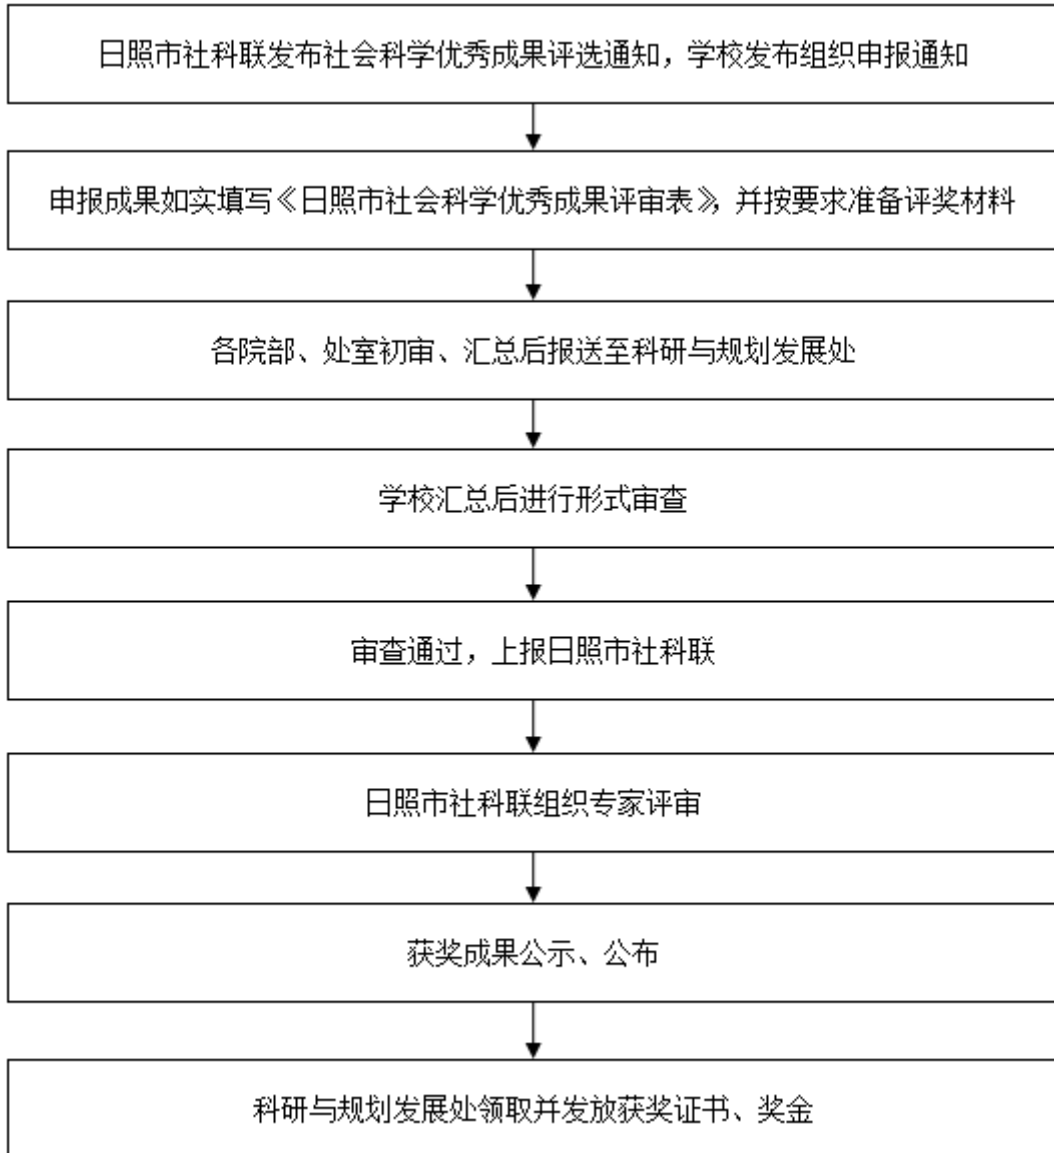 日照市社科联发布社会科学优秀成果评选通知，学校发布组织申报通知
申报成果如实填写《日照市社会科学优秀成果评审表》，并按要求准备评奖材料
各院部、处室初审、汇总后报送至科研与规划发展处
学校汇总后进行形式审查
审查通过，上报日照市社科联
日照市社科联组织专家评审
获奖成果公示、公布
科研与规划发展处领取并发放获奖证书、奖金